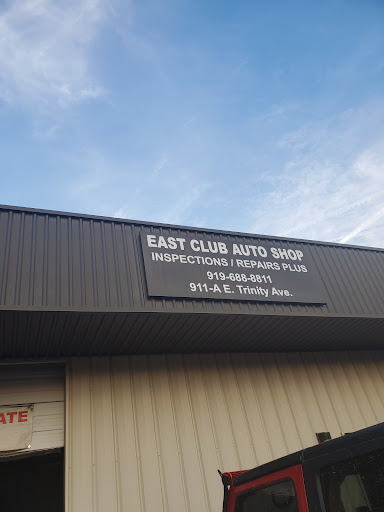 EAST CLUB AUTO SHOP
INSPECTIONS / REPAIRS PLUS
919-688-8811
911-A E. Trinity Ave.
ATE